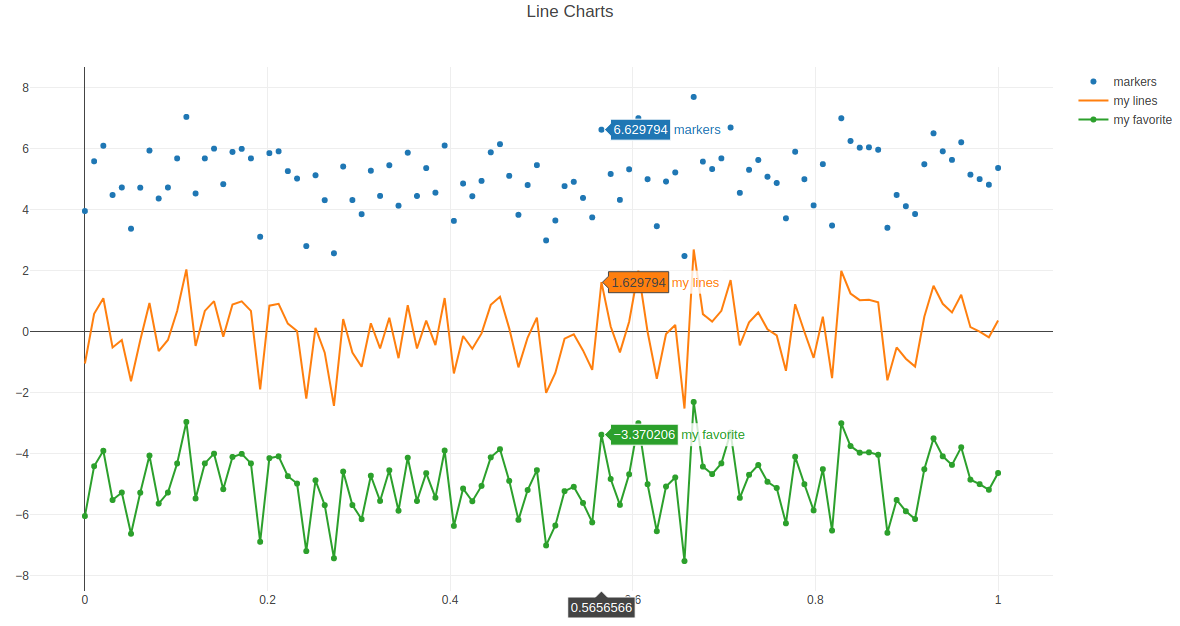 Line Charts
markers
my lines
my favorite
8
6
4
2
0
−2
−4
−6
−8
6.629794 markers
1.629794 my lines
−3.370206 my favorite
0 0.2 0.4 0.8 1
0.5656566